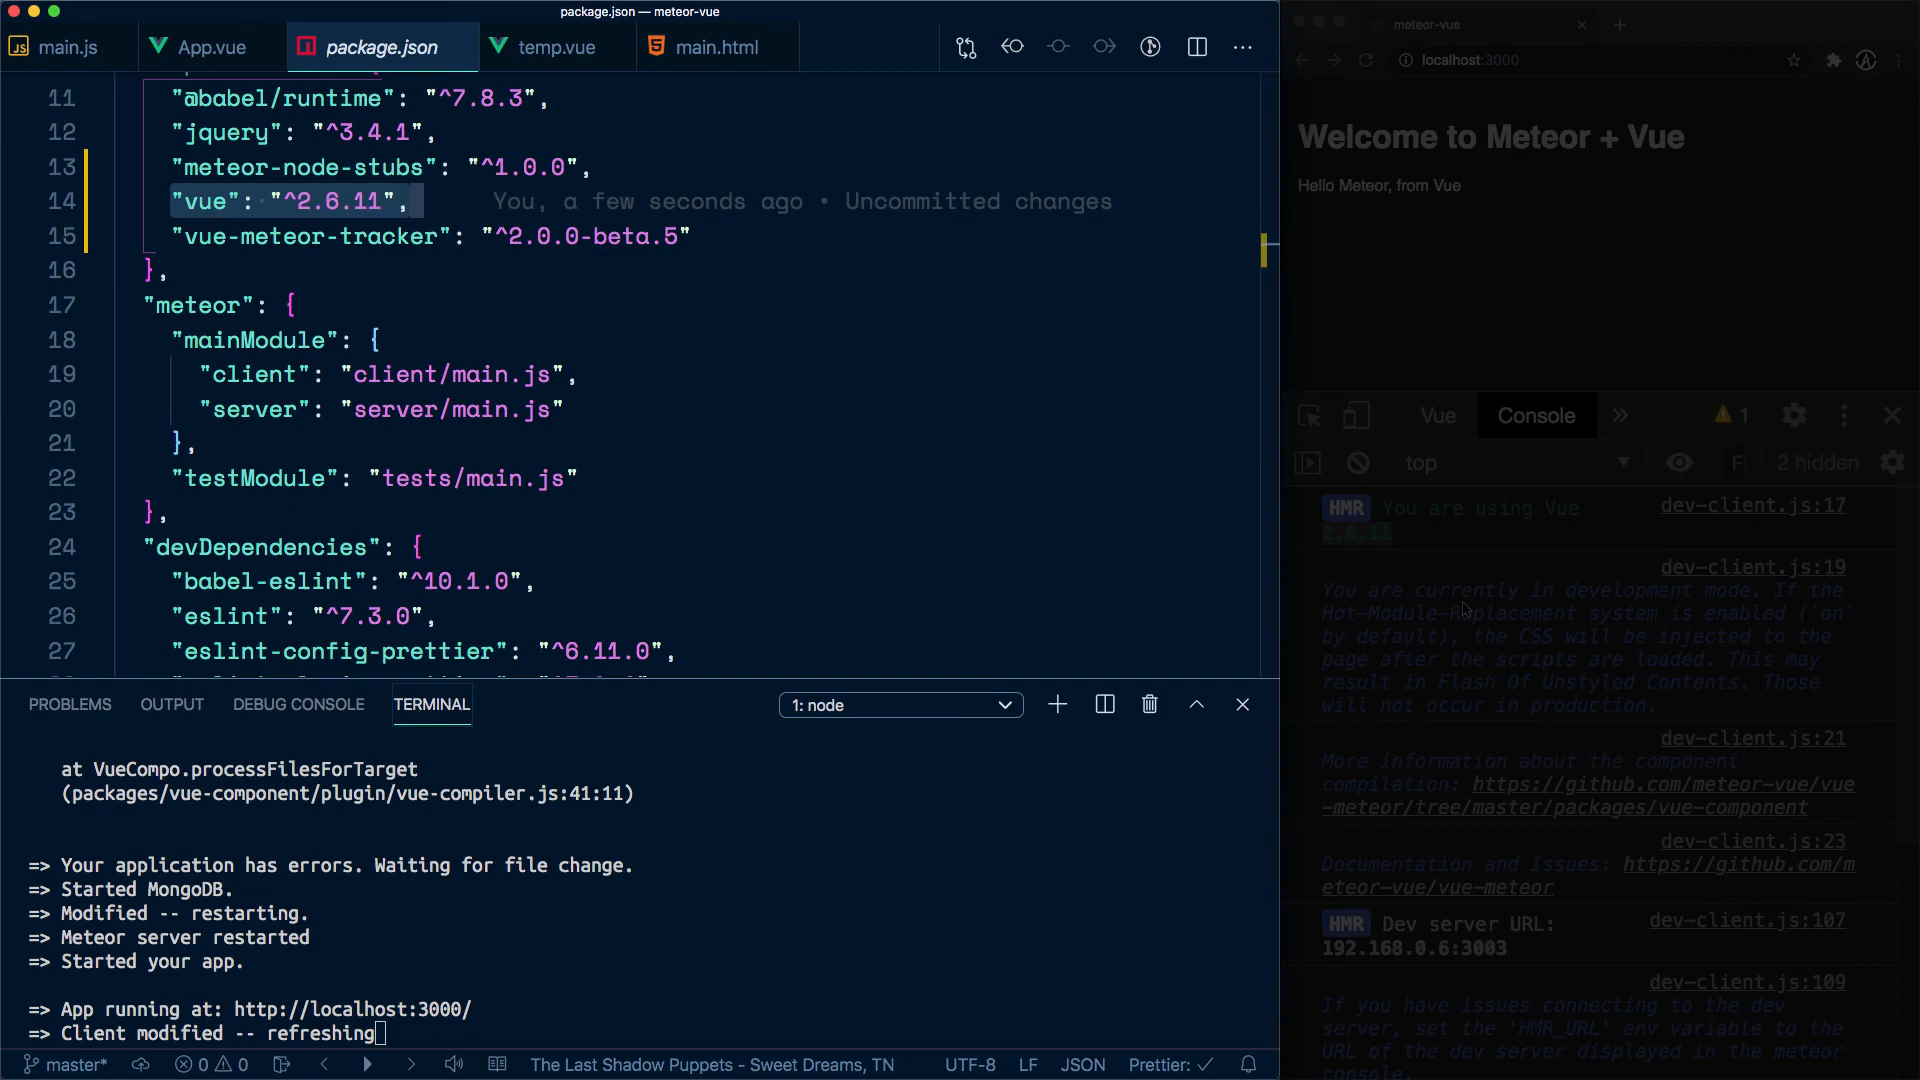 package.json — meteor-vue
main.js
App.vue
package.json
temp.vue
main.html
11 "@babel/runtime": "^7.8.3",
12 "jquery": "^3.4.1",
13 "meteor-node-stubs": "^1.0.0",
14 "vue": "^2.6.11", You, a few seconds ago • Uncommitted changes
15 "vue-meteor-tracker": "^2.0.0-beta.5"
16 },
17 "meteor": {
18 "mainModule": {
19 "client": "client/main.js",
20 "server": "server/main.js"
21 },
22 "testModule": "tests/main.js"
23 },
24 "devDependencies": {
25 "babel-eslint": "^10.1.0",
26 "eslint": "^7.3.0",
27 "eslint-config-prettier": "^6.11.0",
PROBLEMS OUTPUT DEBUG CONSOLE TERMINAL 1: node
at VueCompo.processFilesForTarget
(packages/vue-component/plugin/vue-compiler.js:41:11)
=> Your application has errors. Waiting for file change.
=> Started MongoDB.
=> Modified -- restarting.
=> Meteor server restarted
=> Started your app.
=> App running at: http://localhost:3000/
=> Client modified -- refreshing
master* 0 0 The Last Shadow Puppets - Sweet Dreams, TN UTF-8 LF JSON Prettier: ✓
meteor-vue
localhost:3000
Welcome to Meteor + Vue
Hello Meteor, from Vue
Vue Console » 1
top Fi 2 hidden
HMR You are using Vue dev-client.js:17
2.6.11
dev-client.js:19
You are currently in development mode. If the
Hot-Module-Replacement system is enabled (`on`
by default), the CSS will be injected to the
page after the scripts are loaded. This may
result in Flash Of Unstyled Contents. Those
will not occur in production.
dev-client.js:21
More information about the component
compilation: https://github.com/meteor-vue/vue
-meteor/tree/master/packages/vue-component
dev-client.js:23
Documentation and Issues: https://github.com/m
eteor-vue/vue-meteor
HMR Dev server URL: dev-client.js:107
192.168.0.6:3003
dev-client.js:109
If you have issues connecting to the dev
server, set the 'HMR_URL' env variable to the
URL of the dev server displayed in the meteor
console.